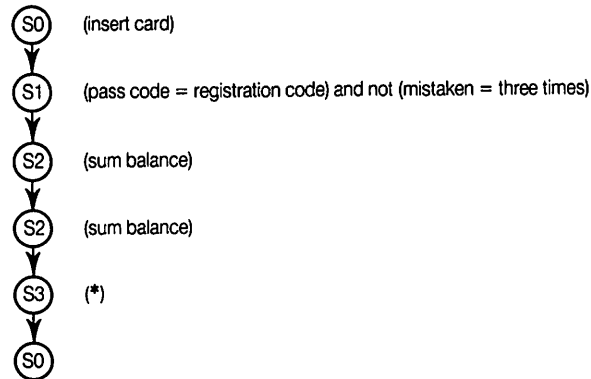 S0 (insert card)
S1 (pass code = registration code) and not (mistaken = three times)
S2 (sum balance)
S2 (sum balance)
S3 (*)
S0